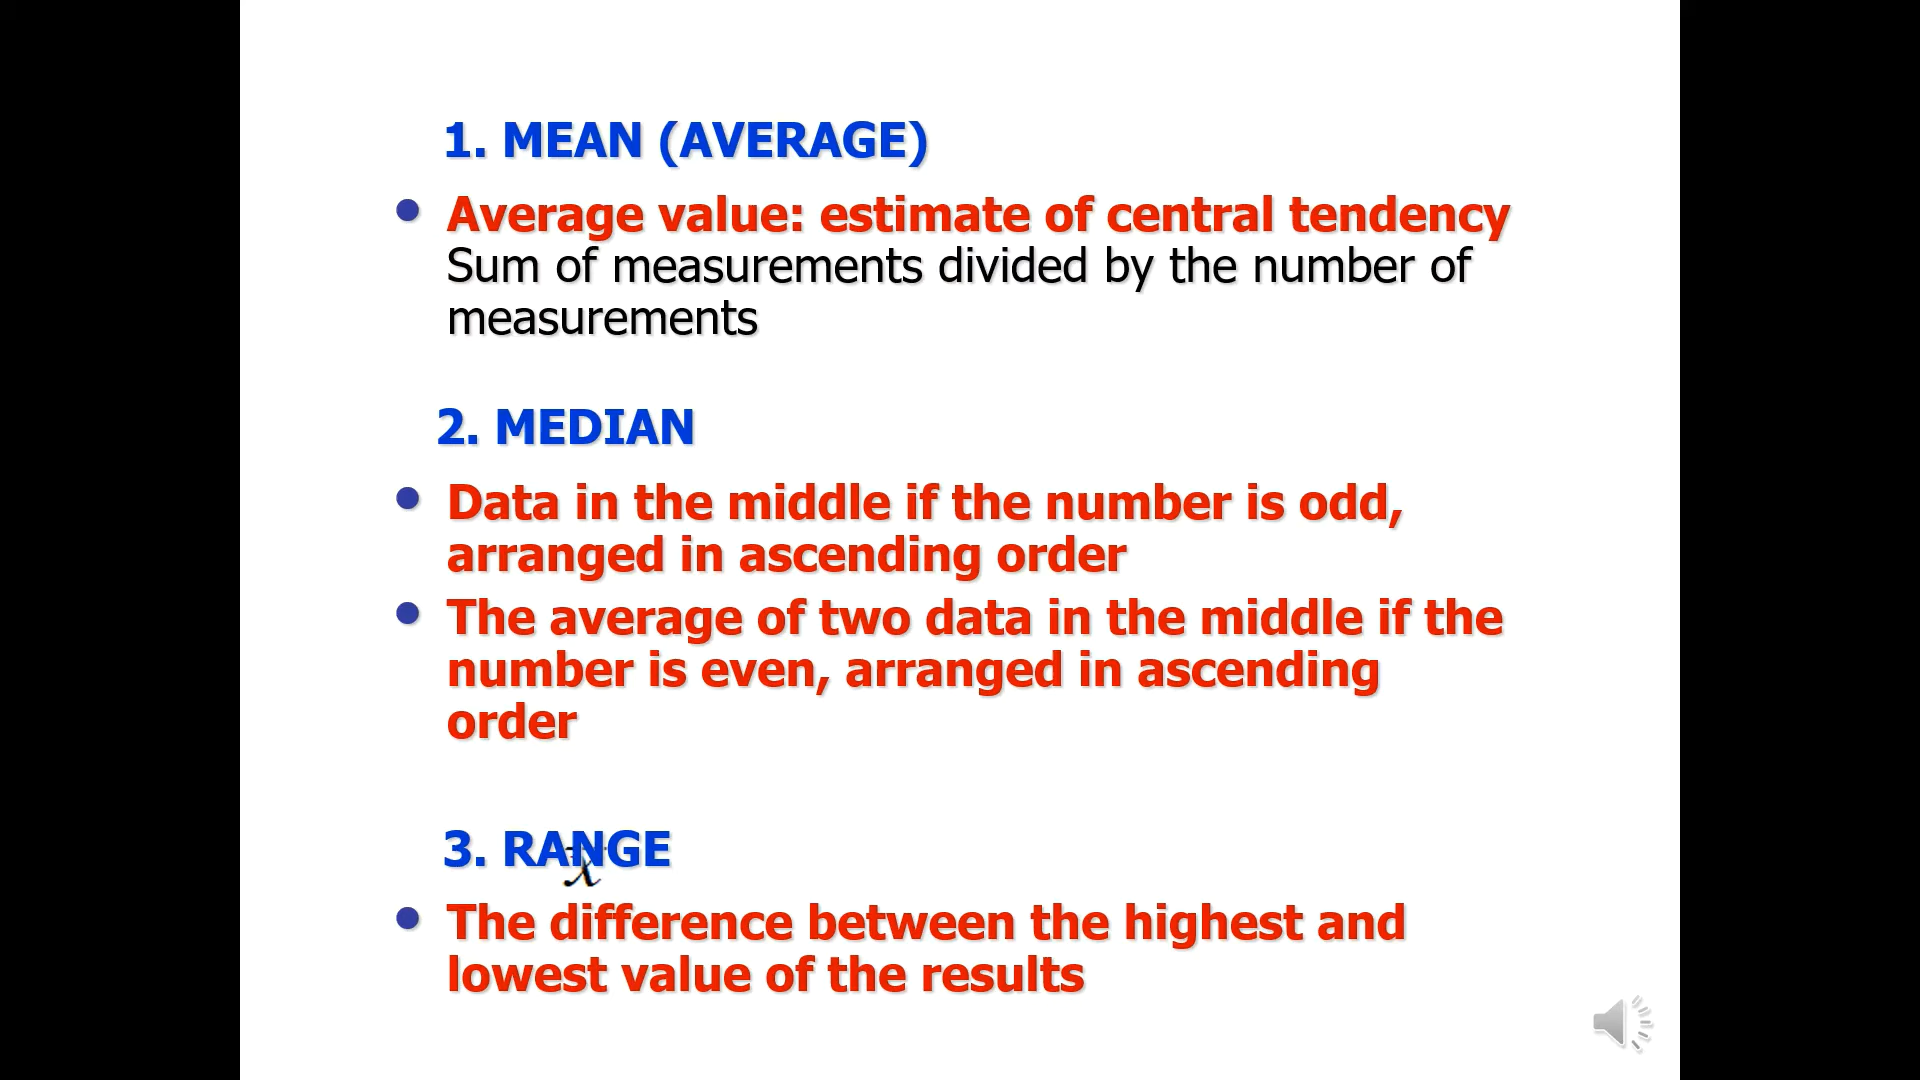 1. MEAN (AVERAGE)
• Average value: estimate of central tendency
Sum of measurements divided by the number of
measurements
2. MEDIAN
• Data in the middle if the number is odd,
arranged in ascending order
• The average of two data in the middle if the
number is even, arranged in ascending
order
3. RANGE
x
• The difference between the highest and
lowest value of the results